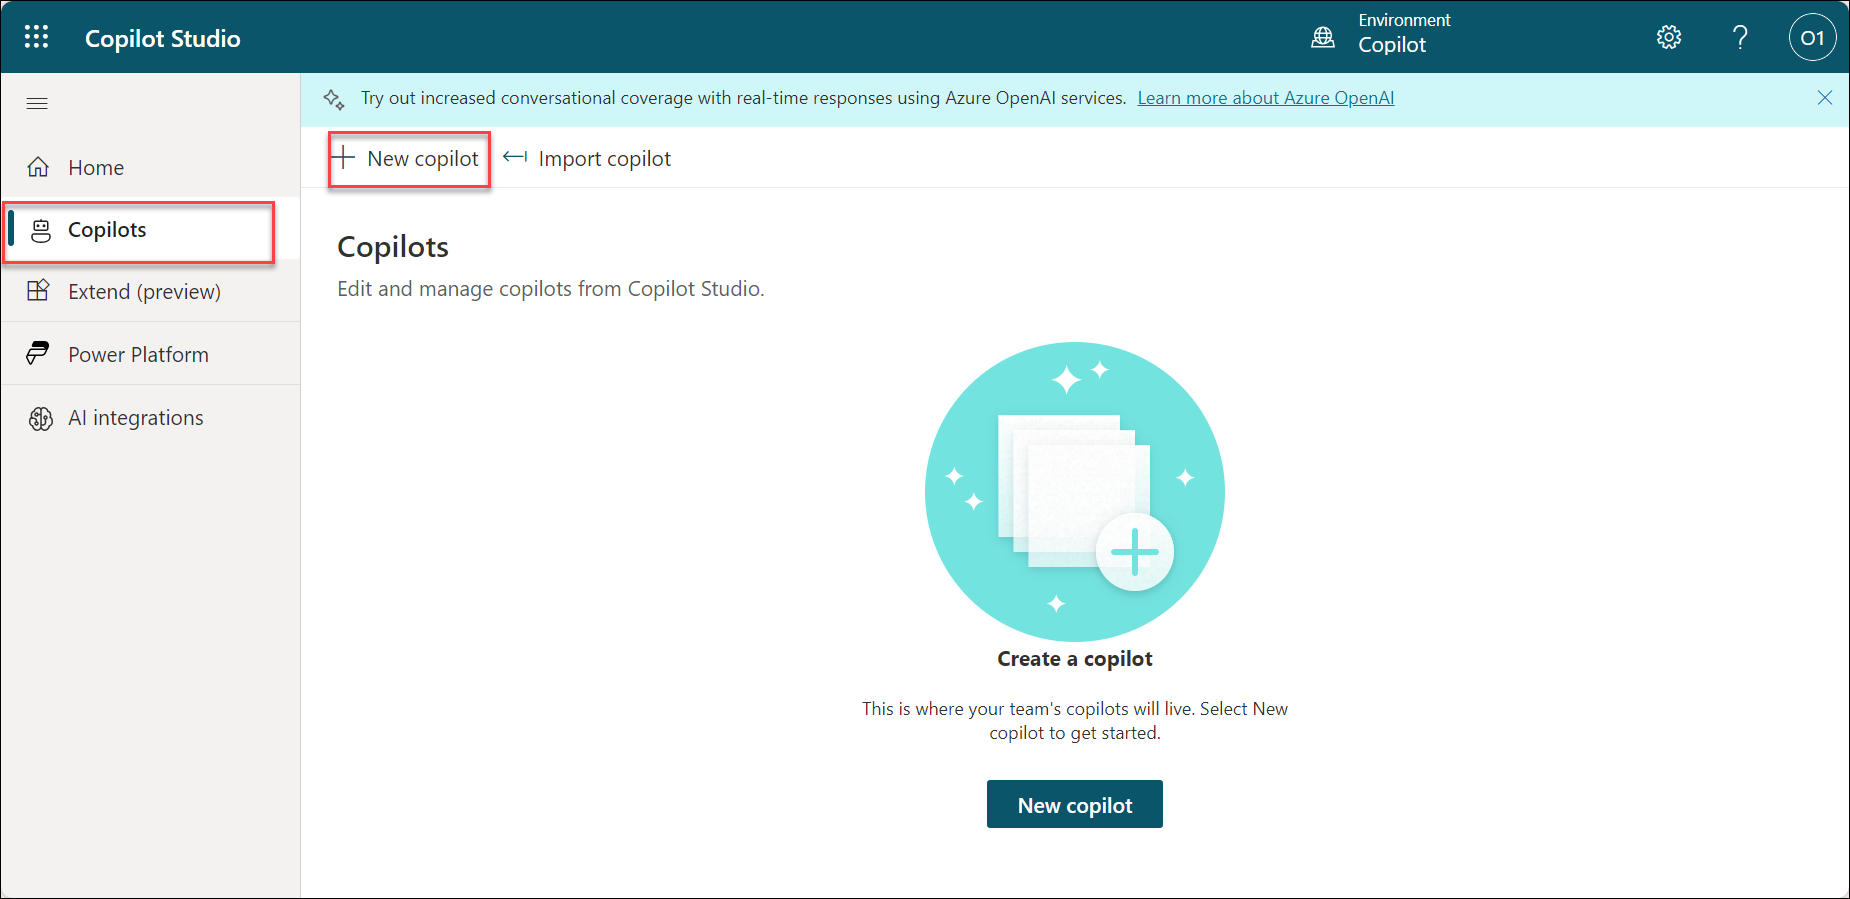 Copilot Studio
Environment
Copilot
O1
Try out increased conversational coverage with real-time responses using Azure OpenAI services. Learn more about Azure OpenAI
Home
Copilots
Extend (preview)
Power Platform
AI integrations
New copilot
Import copilot
Copilots
Edit and manage copilots from Copilot Studio.
Create a copilot
This is where your team's copilots will live. Select New
copilot to get started.
New copilot